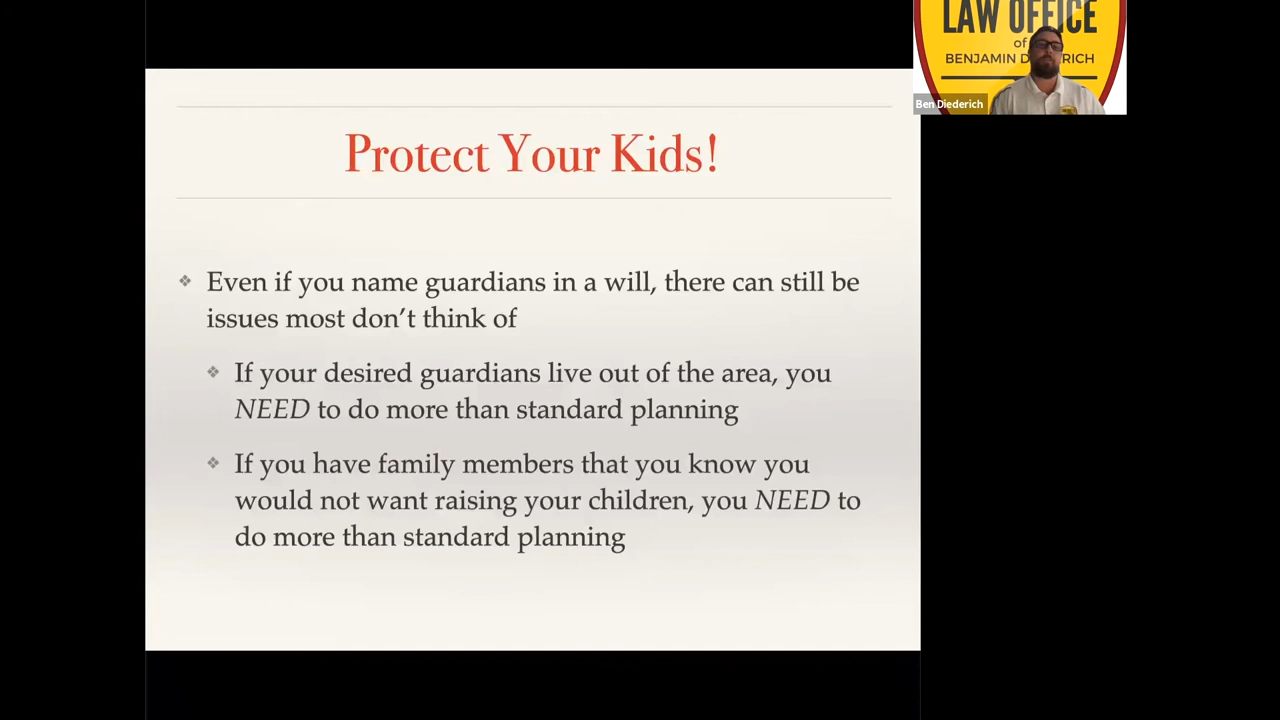 LAW OFFICE
of
BENJAMIN D RICH
Ben Diederich
Protect Your Kids!
Even if you name guardians in a will, there can still be
issues most don’t think of
If your desired guardians live out of the area, you
NEED to do more than standard planning
If you have family members that you know you
would not want raising your children, you NEED to
do more than standard planning